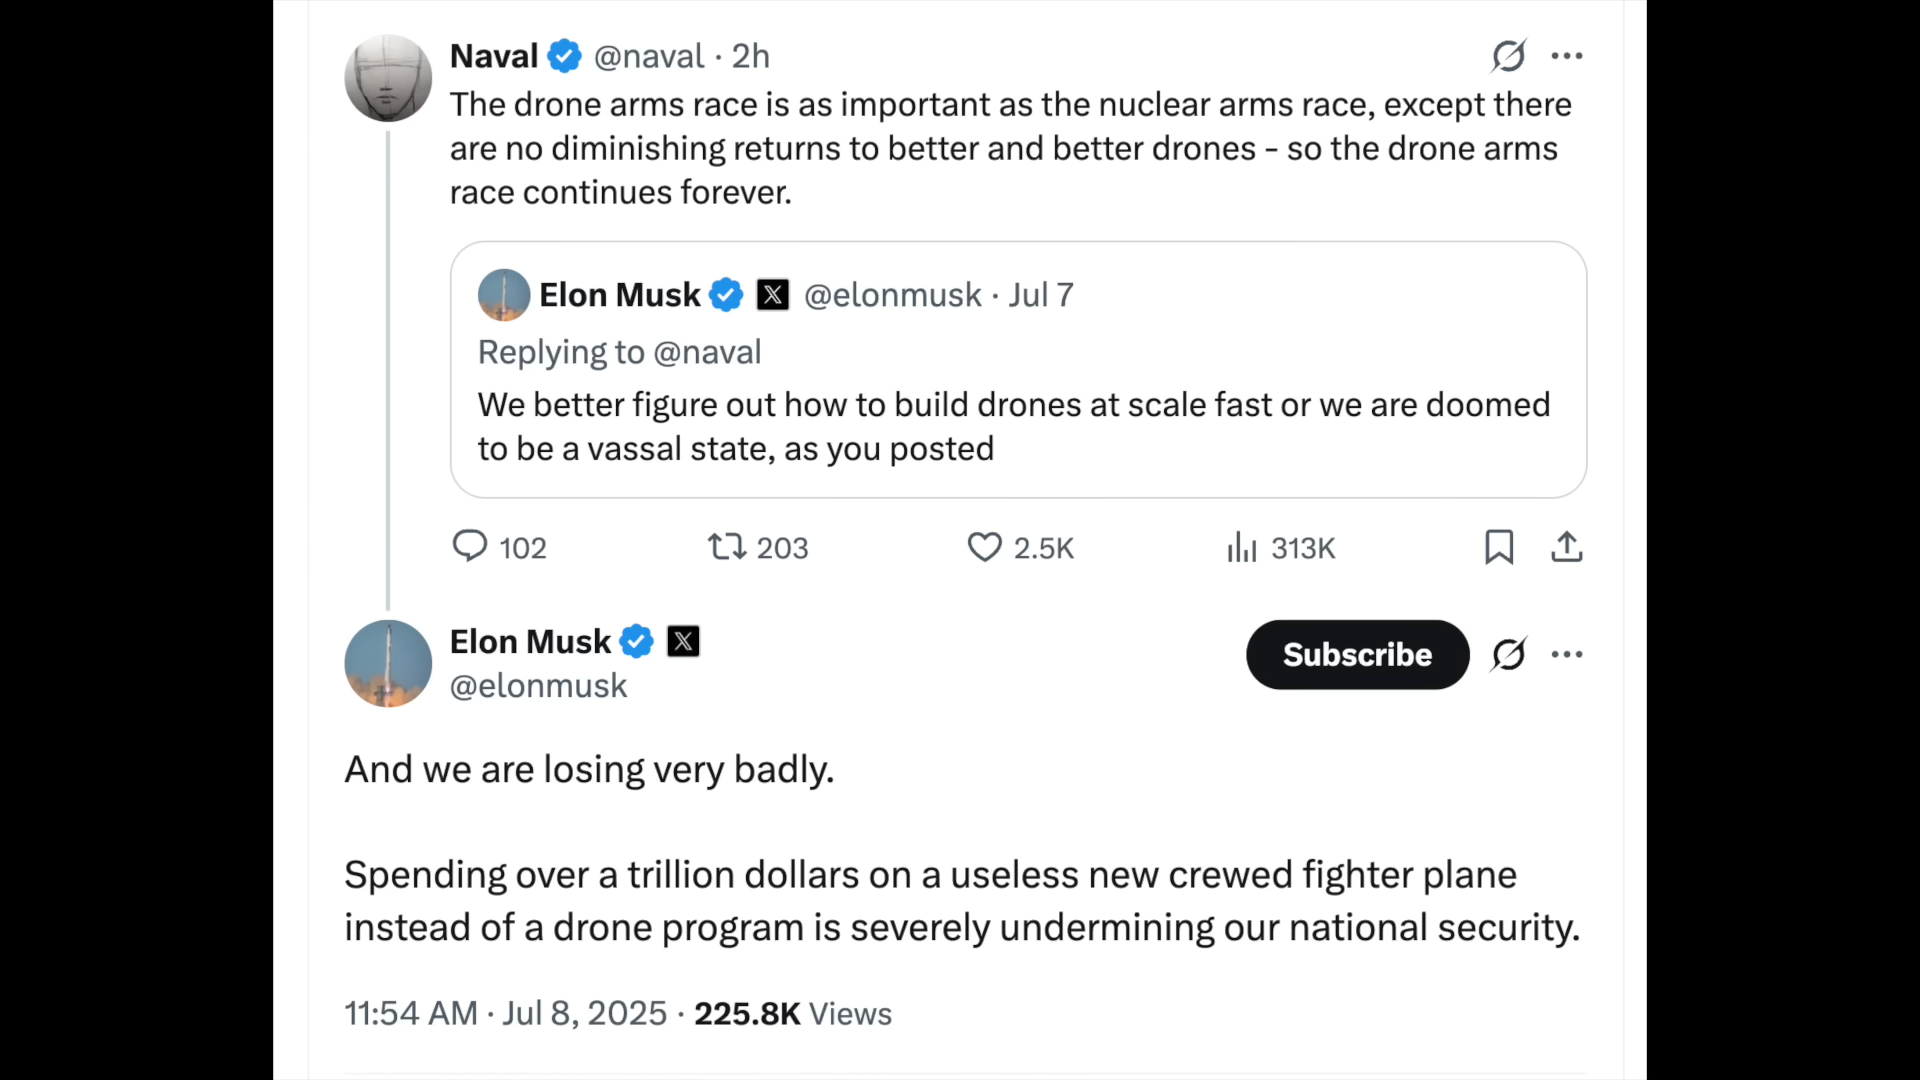 Naval @naval · 2h
The drone arms race is as important as the nuclear arms race, except there
are no diminishing returns to better and better drones - so the drone arms
race continues forever.
Elon Musk @elonmusk · Jul 7
Replying to @naval
We better figure out how to build drones at scale fast or we are doomed
to be a vassal state, as you posted
102 203 2.5K 313K
Elon Musk
@elonmusk
Subscribe
And we are losing very badly.
Spending over a trillion dollars on a useless new crewed fighter plane
instead of a drone program is severely undermining our national security.
11:54 AM · Jul 8, 2025 · 225.8K Views